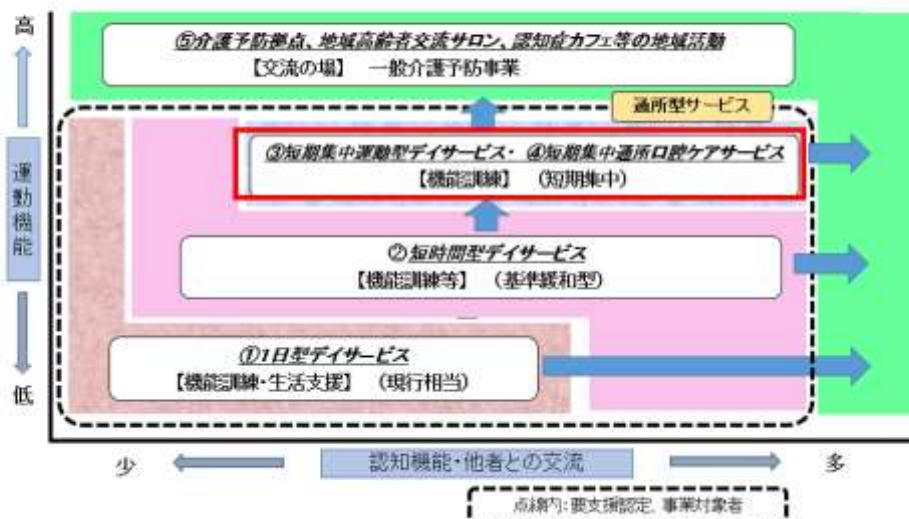 高
⑤介護予防拠点、地域高齢者交流サロン、認知症カフェ等の地域活動
【交流の場】 一般介護予防事業
通所型サービス
③短期集中運動型デイサービス・ ④短期集中通所口腔ケアサービス
【機能訓練】 (短期集中)
運動機能
②短時間型デイサービス
【機能訓練等】 (基準緩和型)
①1日型デイサービス
【機能訓練・生活支援】 (現行相当)
低
少
認知機能・他者との交流
多
点線内:要支援認定、事業対象者